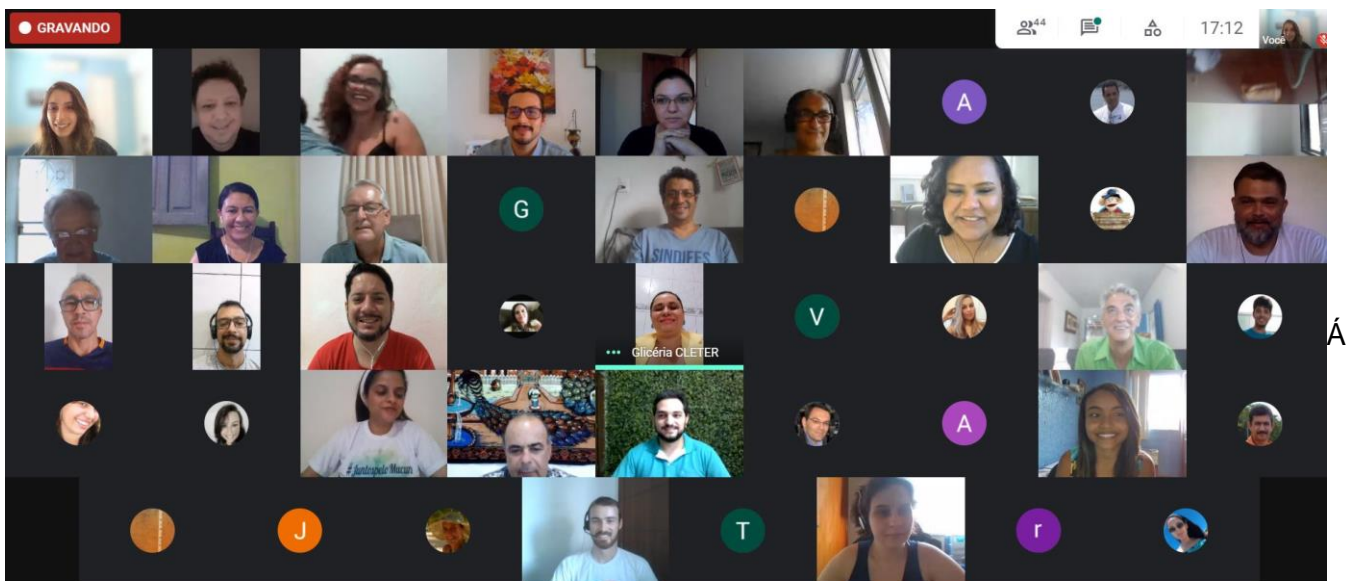 GRAVANDO
44
17:12
Você
A
G
SINDIFES
V
Glicéria CLETER
Á
#Juntospelo Macun
A
J
T
r